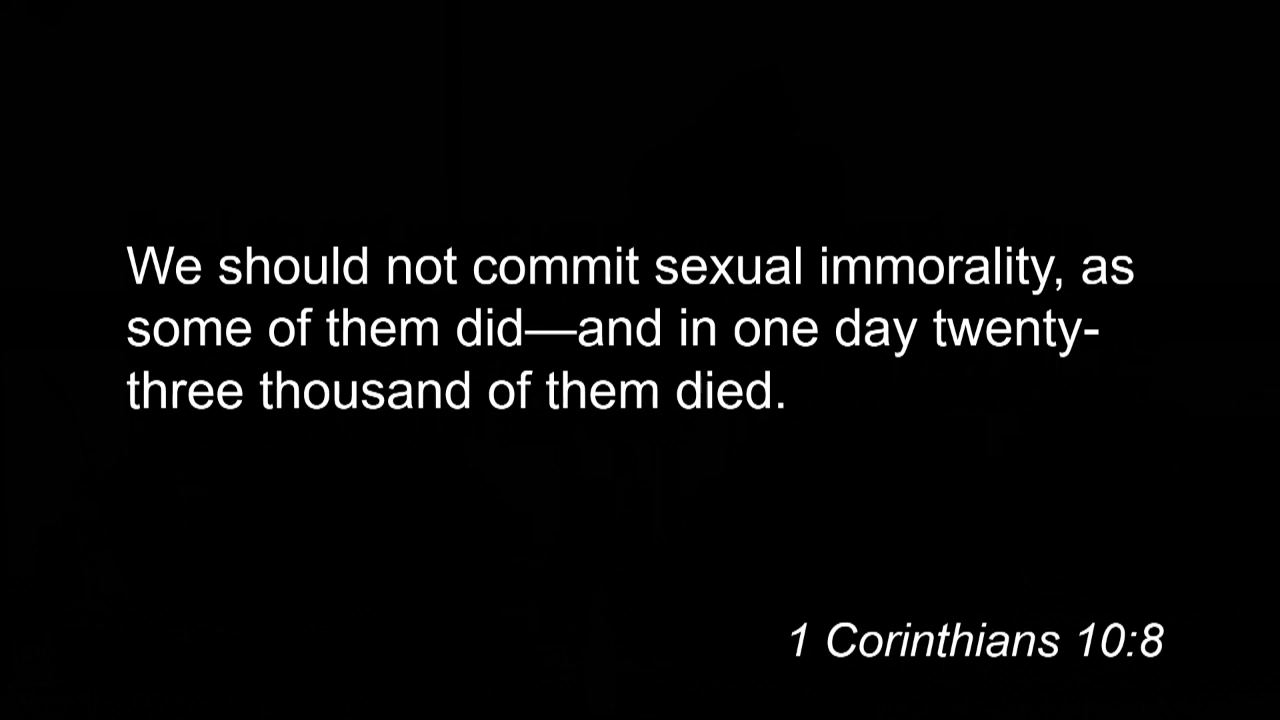 We should not commit sexual immorality, as
some of them did—and in one day twenty-
three thousand of them died.
1 Corinthians 10:8